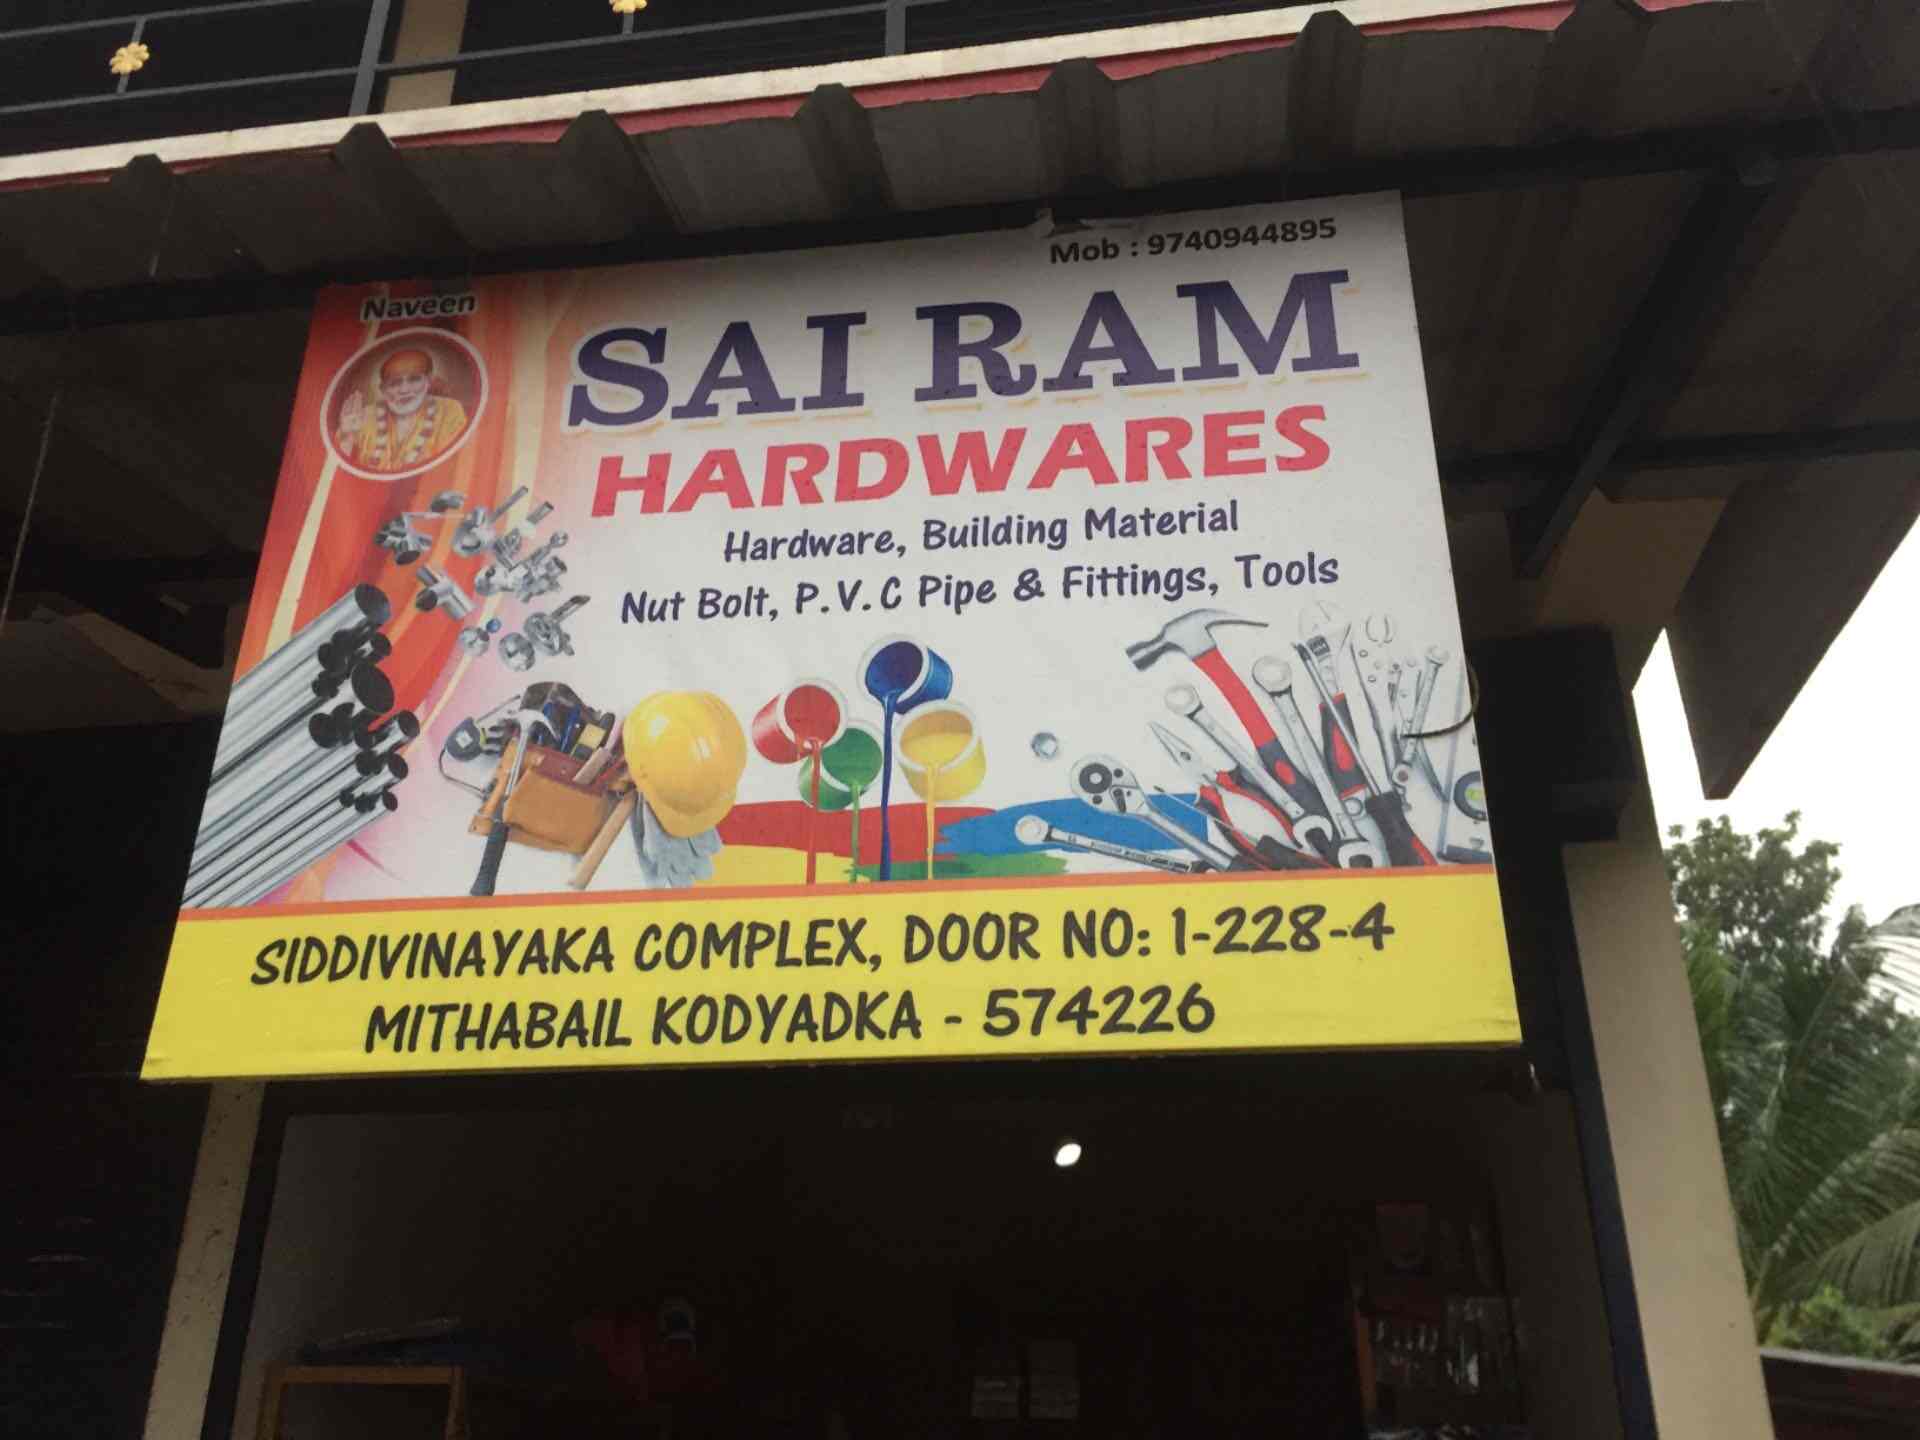 Mob : 9740944895
Naveen
SAI RAM
HARDWARES
Hardware, Building Material
Nut Bolt, P.V.C Pipe & Fittings, Tools
SIDDIVINAYAKA COMPLEX, DOOR NO: 1-228-4
MITHABAIL KODYADKA - 574226